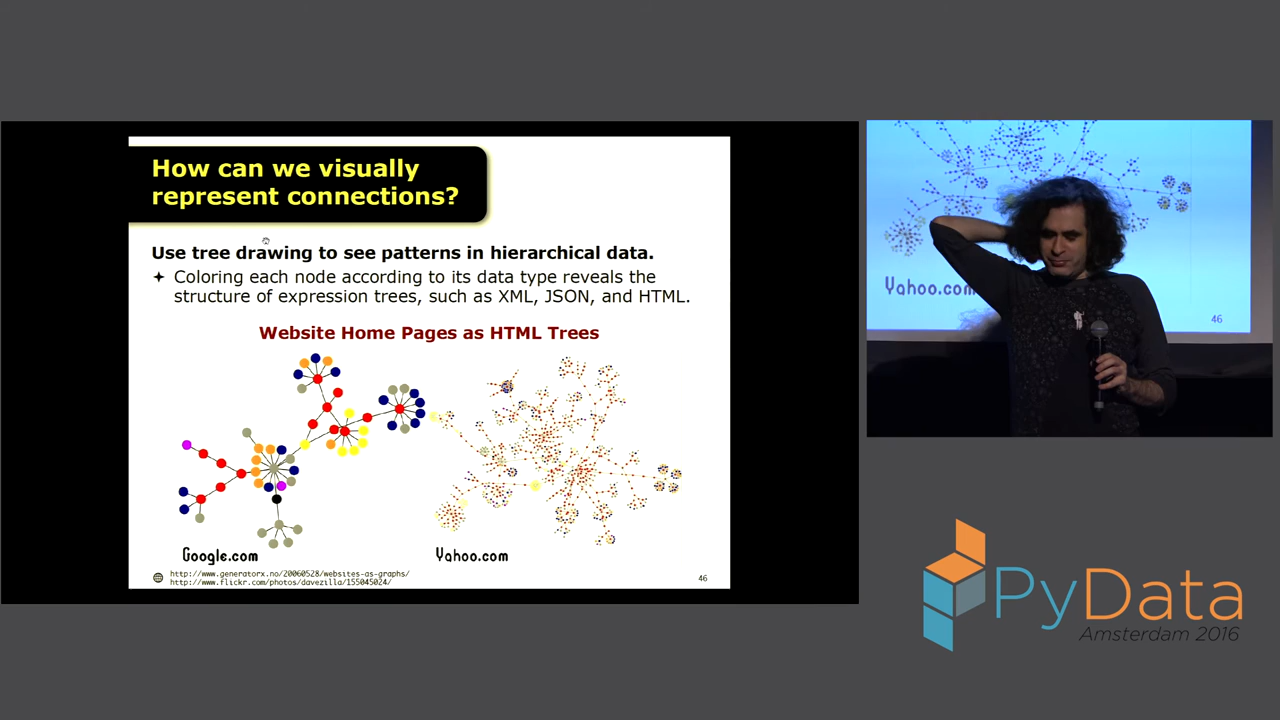 How can we visually
represent connections?
Use tree drawing to see patterns in hierarchical data.
Coloring each node according to its data type reveals the
structure of expression trees, such as XML, JSON, and HTML.
Website Home Pages as HTML Trees
Google.com
Yahoo.com
http://www.generatorx.no/20060528/websites-as-graphs/
http://www.flickr.com/photos/davezilla/155045024/
46
Yahoo.com
46
PyData
Amsterdam 2016